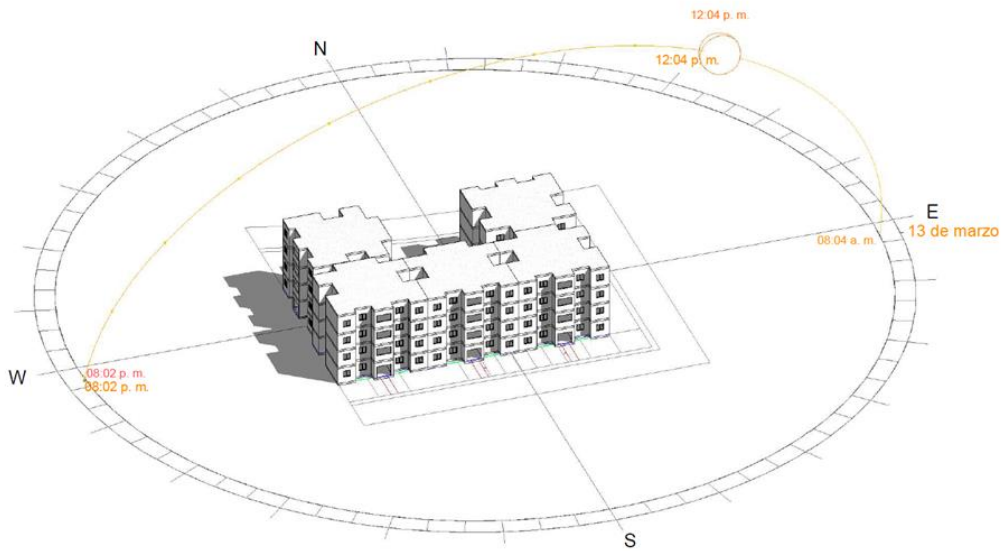 12:04 p. m.
N
12:04 p. m.
E
13 de marzo
08:04 a. m.
W
08:02 p. m.
08:02 p. m.
S